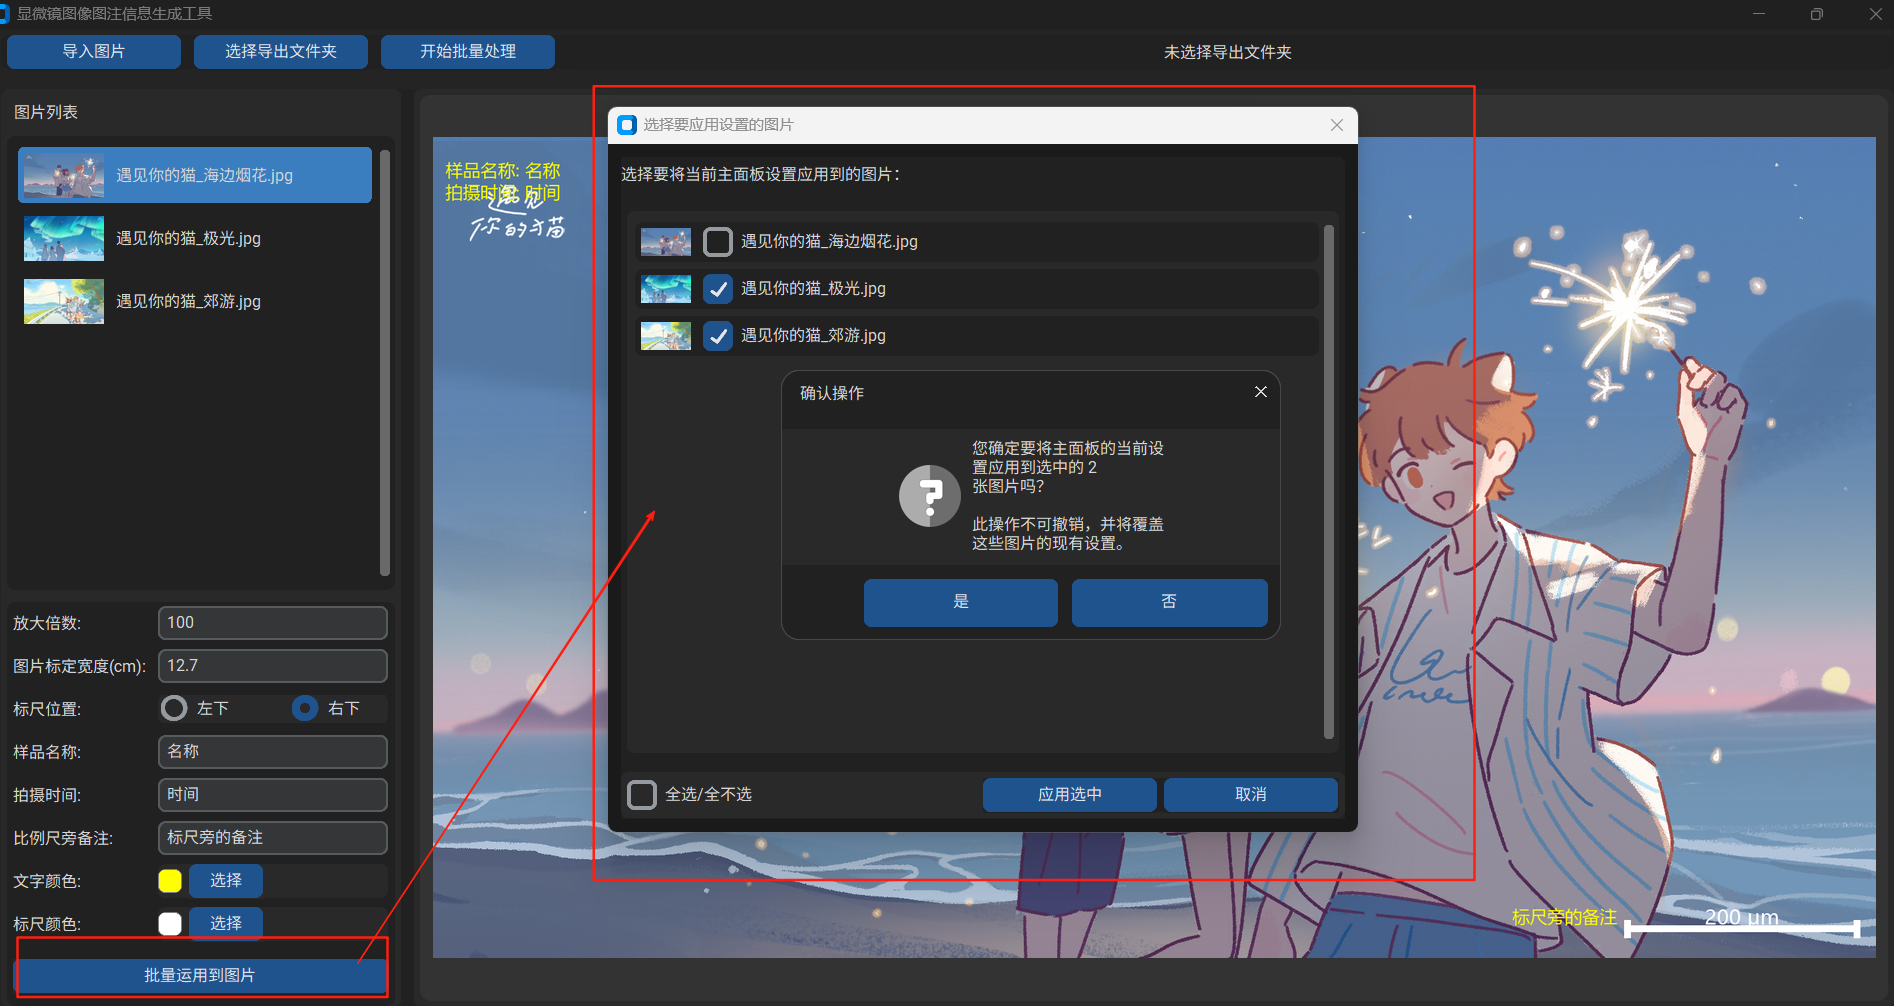 显微镜图像图注信息生成工具
导入图片
选择导出文件夹
开始批量处理
未选择导出文件夹
图片列表
遇见你的猫_海边烟花.jpg
遇见你的猫_极光.jpg
遇见你的猫_郊游.jpg
放大倍数:
100
图片标定宽度(cm):
12.7
标尺位置:
左下
右下
样品名称:
名称
拍摄时间:
时间
比例尺旁备注:
标尺旁的备注
文字颜色:
选择
标尺颜色:
选择
批量运用到图片
样品名称: 名称
拍摄时间: 时间
遇见
你的猫
选择要应用设置的图片
选择要将当前主面板设置应用到的图片：
遇见你的猫_海边烟花.jpg
遇见你的猫_极光.jpg
遇见你的猫_郊游.jpg
确认操作
您确定要将主面板的当前设
置应用到选中的 2
张图片吗？
此操作不可撤销，并将覆盖
这些图片的现有设置。
是
否
全选/全不选
应用选中
取消
标尺旁的备注
200 μm